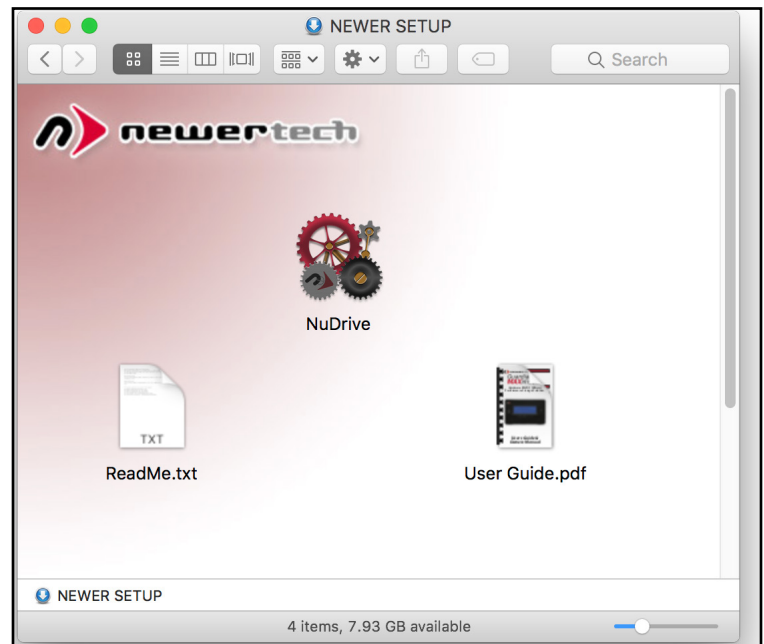 NEWER SETUP
Search
newertech
NuDrive
TXT
ReadMe.txt
User Guide.pdf
NEWER SETUP
4 items, 7.93 GB available